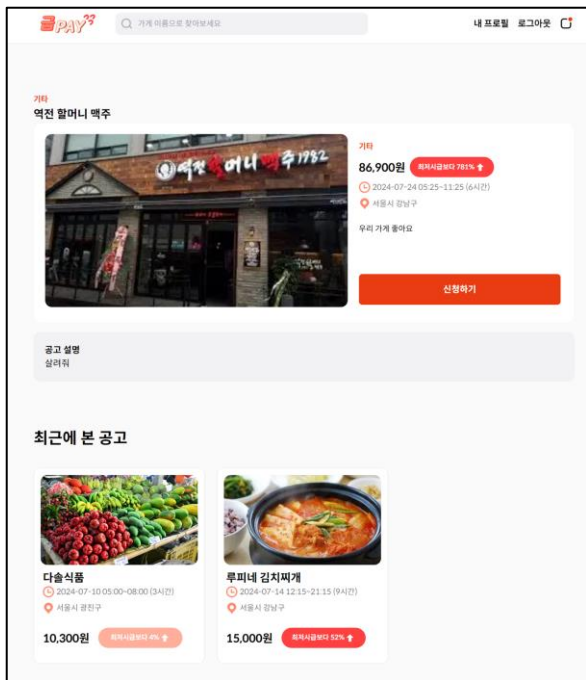 글PAY
가게 이름으로 찾아보세요
내 프로필 로그아웃
기타
역전 할머니 맥주
역전할머니맥주1982
기타
86,900원 최저시급보다 781%
2024-07-24 05:25~11:25 (6시간)
서울시 강남구
우리 가게 좋아요
신청하기
공고 설명
살려줘
최근에 본 공고
다솔식품
2024-07-10 05:00~08:00 (3시간)
서울시 광진구
10,300원 최저시급보다 4%
루피네 김치찌개
2024-07-14 12:15~21:15 (9시간)
서울시 강남구
15,000원 최저시급보다 52%